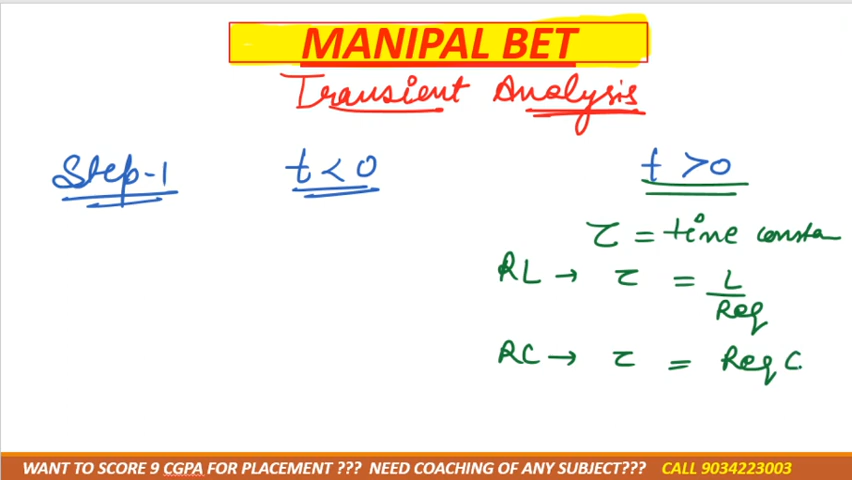 MANIPAL BET
Transient Analysis
Step-1 t < 0 t > 0
τ = time constan
RL → τ = L/Req
RC → τ = Req C
WANT TO SCORE 9 CGPA FOR PLACEMENT ??? NEED COACHING OF ANY SUBJECT??? CALL 9034223003